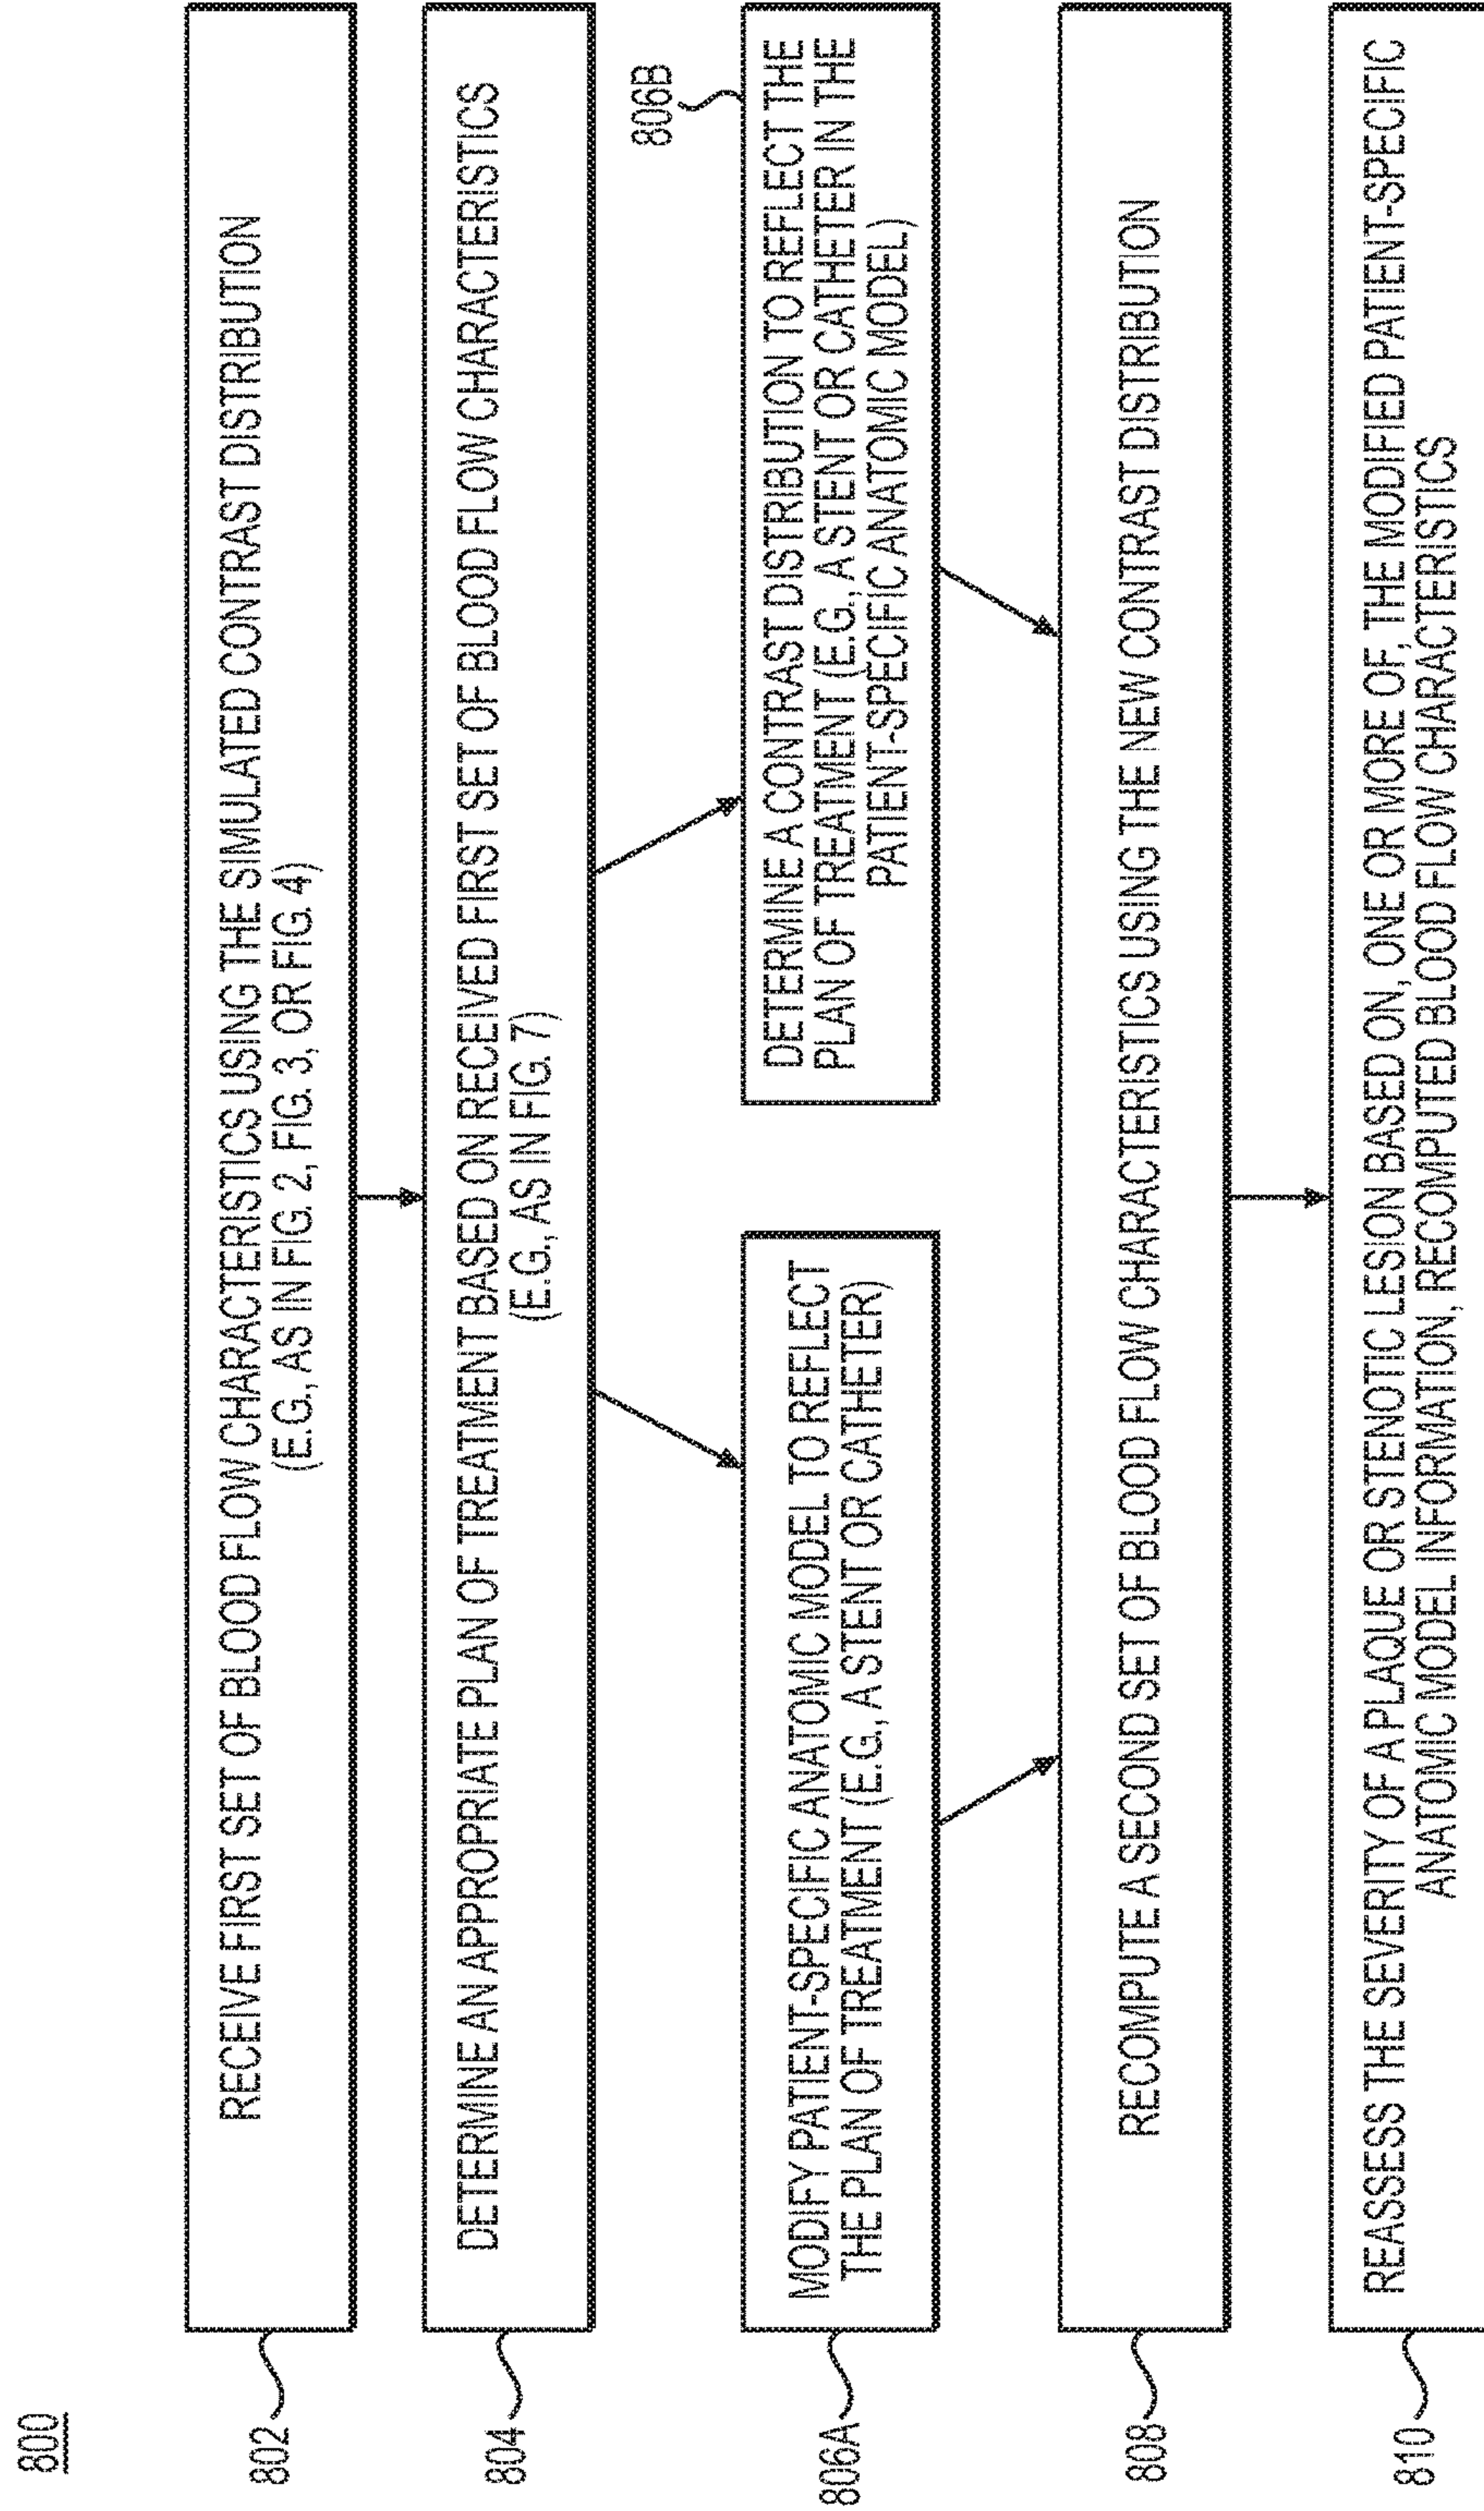 800
802
RECEIVE FIRST SET OF BLOOD FLOW CHARACTERISTICS USING THE SIMULATED CONTRAST DISTRIBUTION
(E.G., AS IN FIG. 2, FIG. 3, OR FIG. 4)
804
DETERMINE AN APPROPRIATE PLAN OF TREATMENT BASED ON RECEIVED FIRST SET OF BLOOD FLOW CHARACTERISTICS
(E.G., AS IN FIG. 7)
806A
MODIFY PATIENT-SPECIFIC ANATOMIC MODEL TO REFLECT
THE PLAN OF TREATMENT (E.G., A STENT OR CATHETER)
806B
DETERMINE A CONTRAST DISTRIBUTION TO REFLECT THE
PLAN OF TREATMENT (E.G., A STENT OR CATHETER IN THE
PATIENT-SPECIFIC ANATOMIC MODEL)
808
RECOMPUTE A SECOND SET OF BLOOD FLOW CHARACTERISTICS USING THE NEW CONTRAST DISTRIBUTION
810
REASSESS THE SEVERITY OF A PLAQUE OR STENOTIC LESION BASED ON, ONE OR MORE OF, THE MODIFIED PATIENT-SPECIFIC
ANATOMIC MODEL INFORMATION, RECOMPUTED BLOOD FLOW CHARACTERISTICS